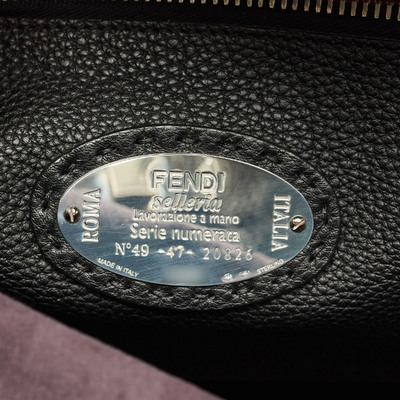 FENDI
selleria
Lavorazione a mano
Serie numerata
N°49 -47- 20826
ROMA
ITALIA
MADE IN ITALY
STERLING